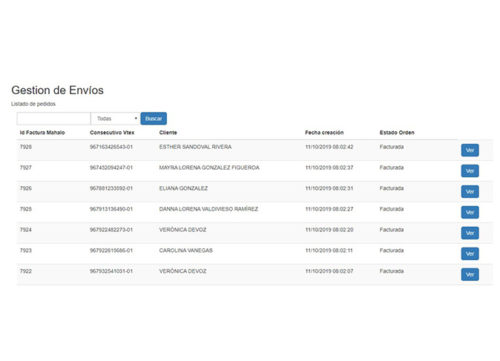 Gestion de Envíos
Listado de pedidos
Todas Buscar
Id Factura Mahalo Consecutivo Vtex Cliente Fecha creación Estado Orden
7928 967163426543-01 ESTHER SANDOVAL RIVERA 11/10/2019 08:02:42 Facturada Ver
7927 967432094247-01 MAYRA LORENA GONZALEZ FIGUEROA 11/10/2019 08:02:37 Facturada Ver
7926 967881233092-01 ELIANA GONZALEZ 11/10/2019 08:02:31 Facturada Ver
7925 967913136490-01 DANNA LORENA VALDIVIESO RAMÍREZ 11/10/2019 08:02:27 Facturada Ver
7924 967922482273-01 VERÓNICA DEVOZ 11/10/2019 08:02:20 Facturada Ver
7923 967922619686-01 CAROLINA VANEGAS 11/10/2019 08:02:11 Facturada Ver
7922 967932541031-01 VERÓNICA DEVOZ 11/10/2019 08:02:07 Facturada Ver